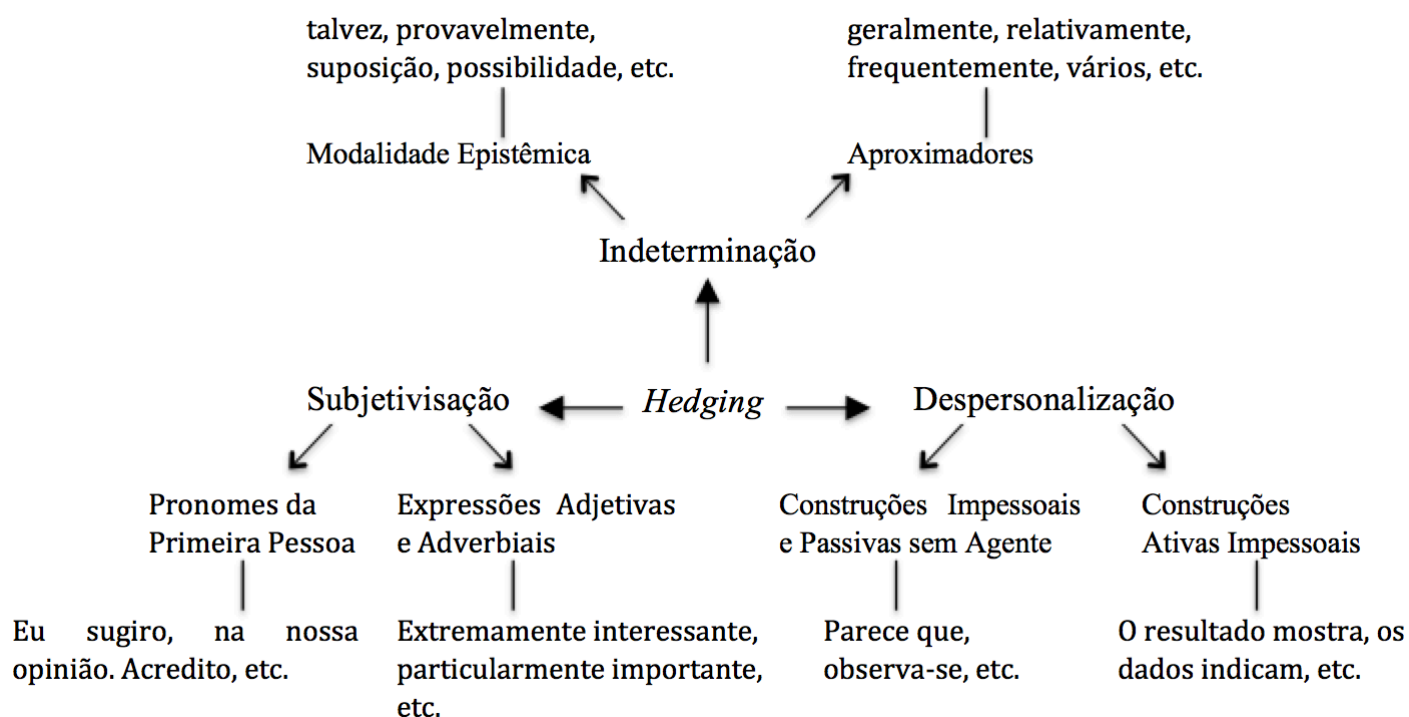 talvez, provavelmente,
suposição, possibilidade, etc.
geralmente, relativamente,
frequentemente, vários, etc.
Modalidade Epistêmica
Aproximadores
Indeterminação
Subjetivisação
Hedging
Despersonalização
Pronomes da
Primeira Pessoa
Expressões Adjetivas
e Adverbiais
Construções Impessoais
e Passivas sem Agente
Construções
Ativas Impessoais
Eu sugiro, na nossa
opinião. Acredito, etc.
Extremamente interessante,
particularmente importante,
etc.
Parece que,
observa-se, etc.
O resultado mostra, os
dados indicam, etc.